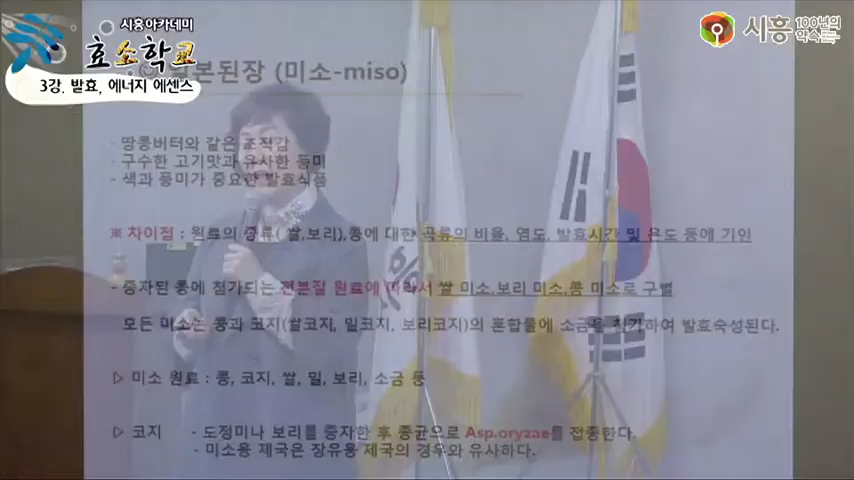 시흥아카데미
효소학교
3강. 발효, 에너지 에센스
시흥 100년의
약속
일본된장 (미소-miso)
- 땅콩버터와 같은 조직감
- 구수한 고기맛과 유사한 풍미
- 색과 풍미가 중요한 발효식품
※ 차이점 : 원료의 종류( 쌀,보리),콩에 대한 곡류의 비율, 염도, 발효시간 및 온도 등에 기인
- 증자된 콩에 첨가되는 전분질 원료에 따라서 쌀 미소,보리 미소,콩 미소로 구별
모든 미소는 콩과 코지(쌀코지, 밀코지, 보리코지)의 혼합물에 소금을 첨가하여 발효숙성된다.
▷ 미소 원료 : 콩, 코지, 쌀, 밀, 보리, 소금 등
▷ 코지 - 도정미나 보리를 증자한 후 종균으로 Asp.oryzae를 접종한다.
- 미소용 제국은 장유용 제국의 경우와 유사하다.